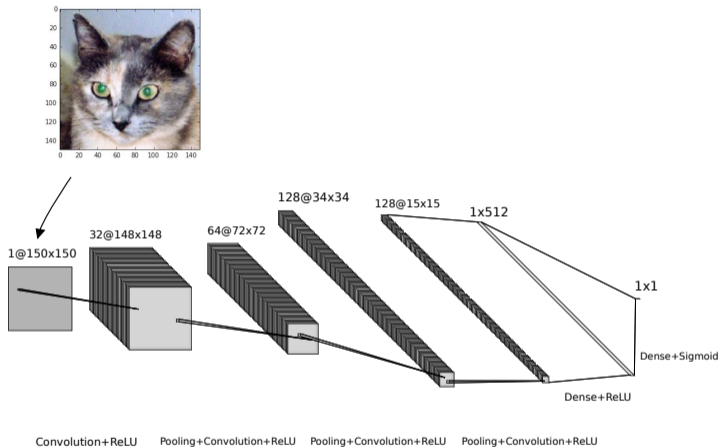 0
20
40
60
80
100
120
140
0 20 40 60 80 100 120 140
1@150x150
32@148x148
64@72x72
128@34x34
128@15x15
1x512
1x1
Dense+Sigmoid
Dense+ReLU
Convolution+ReLU Pooling+Convolution+ReLU Pooling+Convolution+ReLU Pooling+Convolution+ReLU